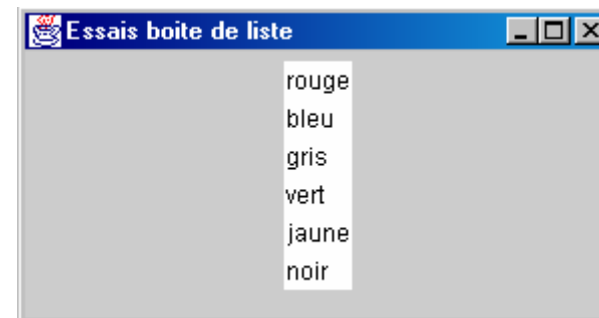 Essais boite de liste
rouge
bleu
gris
vert
jaune
noir